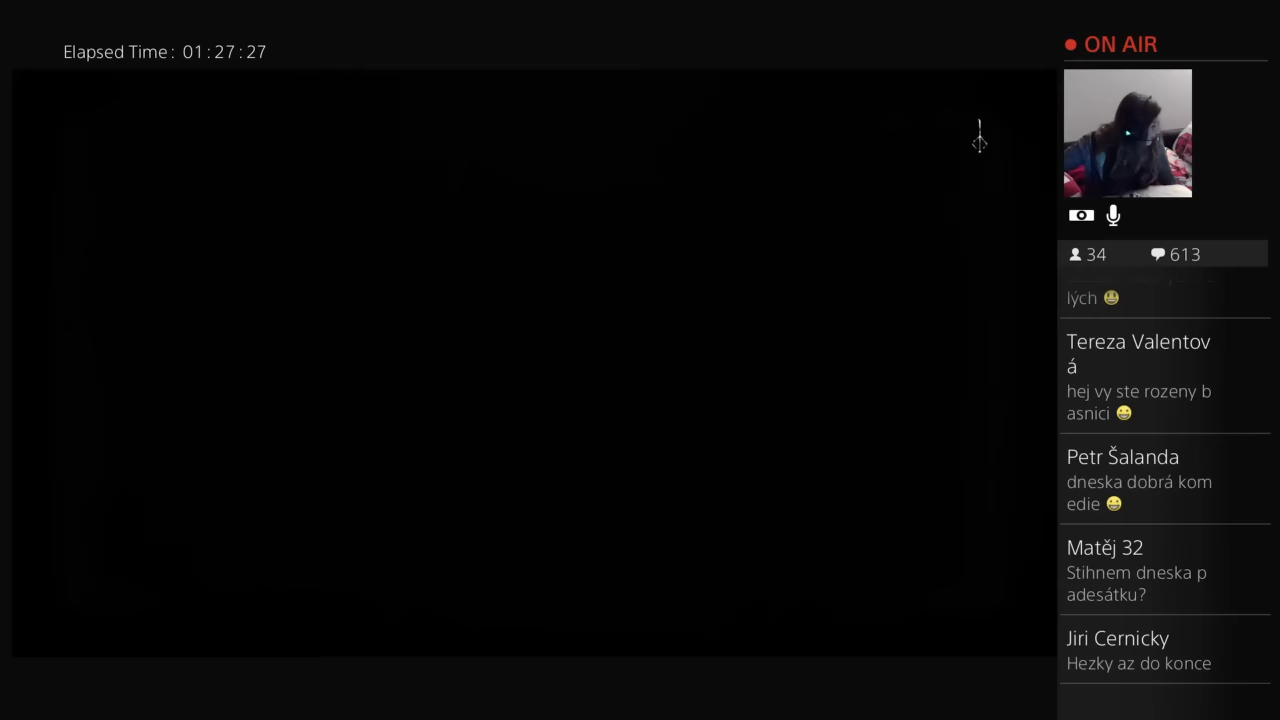 Elapsed Time: 01:27:27
ON AIR
34 613
lých 😃
Tereza Valentov
á
hej vy ste rozeny b
asnici 😀
Petr Šalanda
dneska dobrá kom
edie 😀
Matěj 32
Stihnem dneska p
adesátku?
Jiri Cernicky
Hezky az do konce